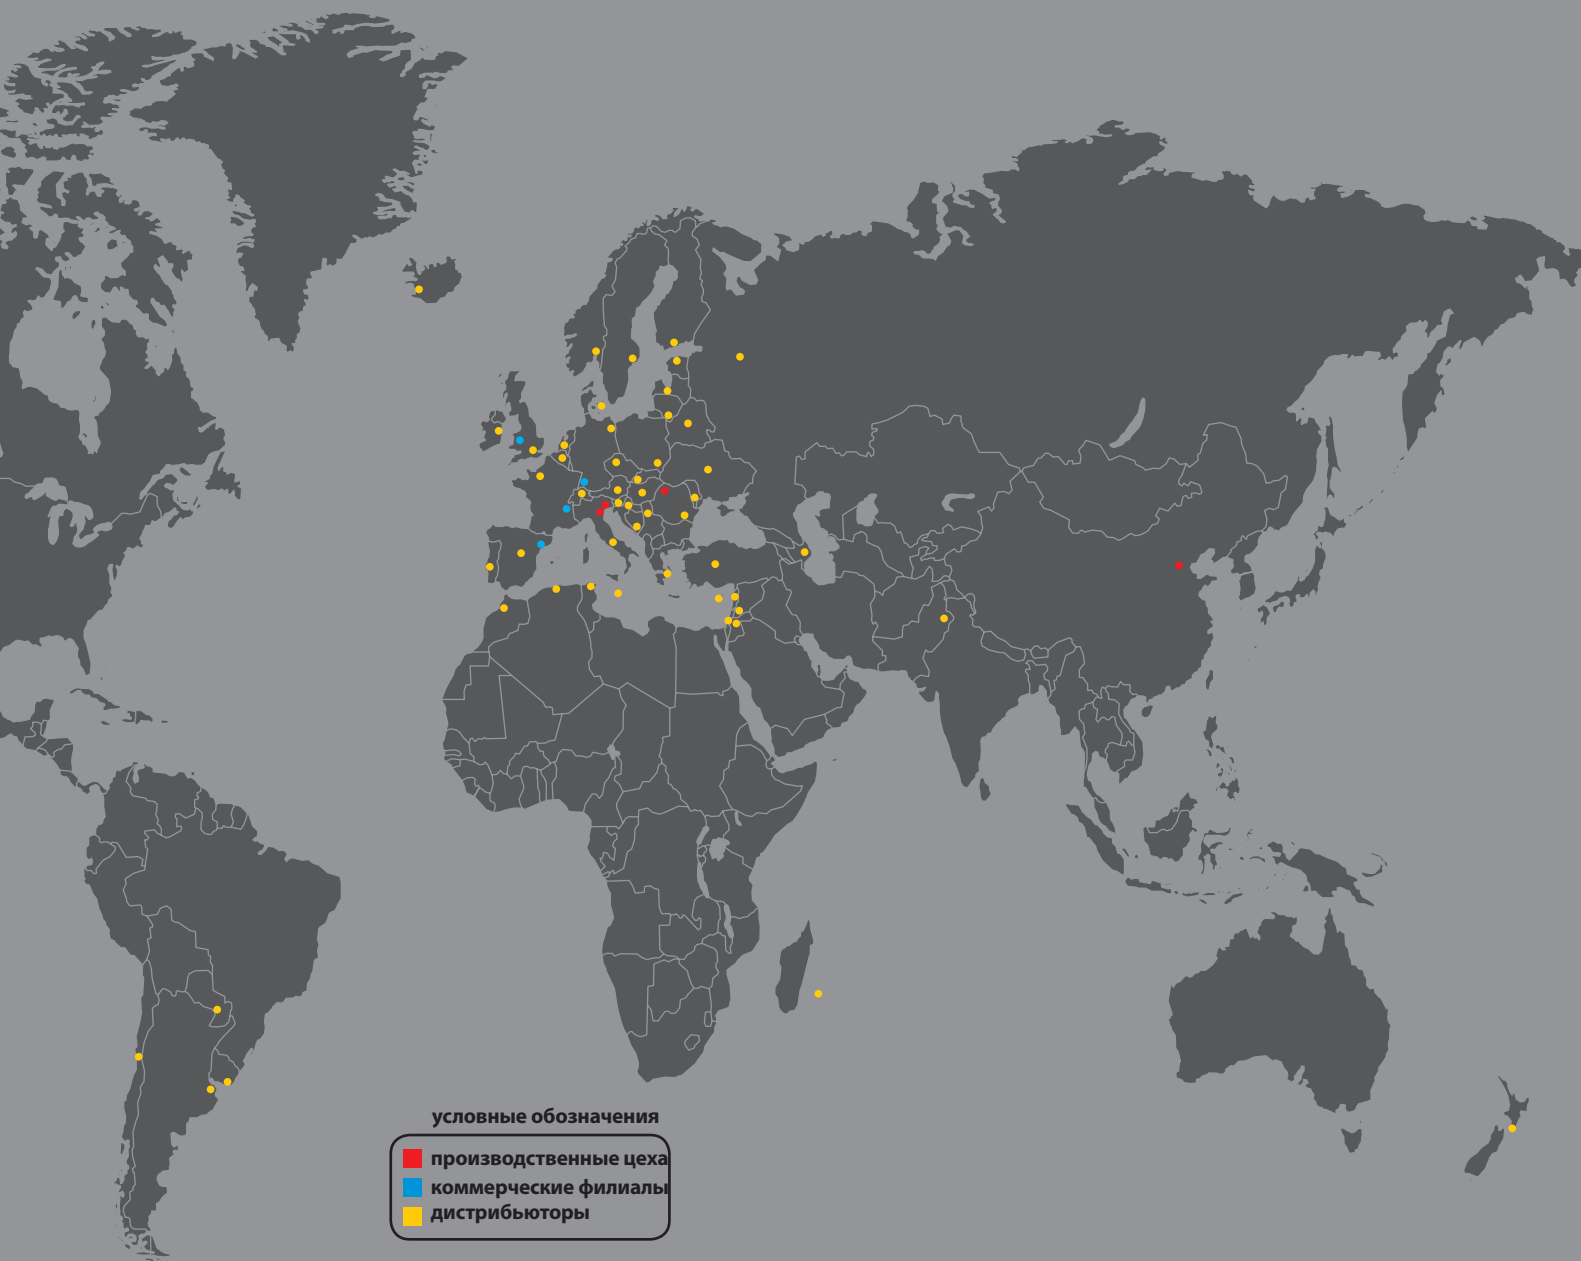 условные обозначения
производственные цеха
коммерческие филиалы
дистрибьюторы